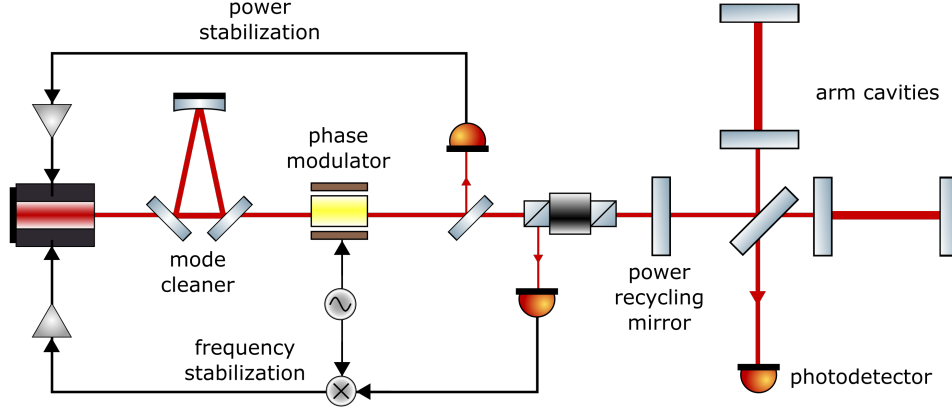 power
stabilization
arm cavities
phase
modulator
mode
cleaner
power
recycling
mirror
frequency
stabilization
photodetector